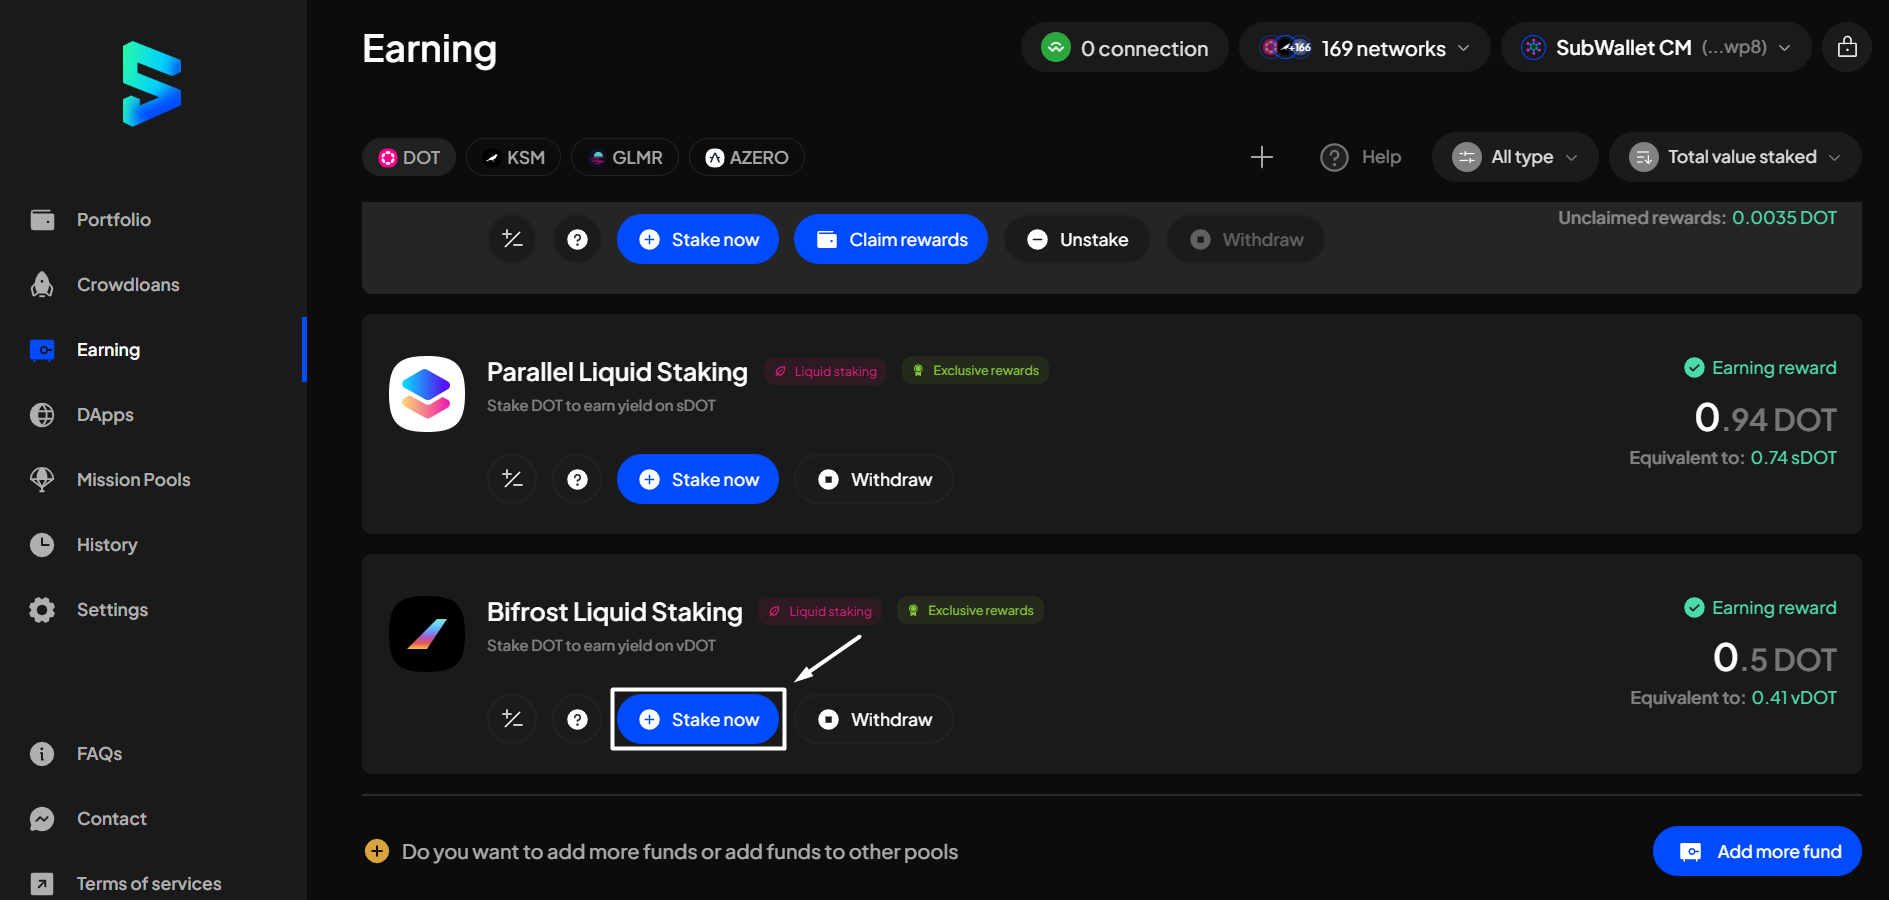 Earning
0 connection
+166 169 networks
SubWallet CM (...wp8)
DOT KSM GLMR AZERO
Help
All type
Total value staked
Portfolio
Crowdloans
Earning
DApps
Mission Pools
History
Settings
FAQs
Contact
Terms of services
Stake now Claim rewards Unstake Withdraw
Unclaimed rewards: 0.0035 DOT
Parallel Liquid Staking Liquid staking Exclusive rewards
Stake DOT to earn yield on sDOT
Stake now Withdraw
Earning reward
0.94 DOT
Equivalent to: 0.74 sDOT
Bifrost Liquid Staking Liquid staking Exclusive rewards
Stake DOT to earn yield on vDOT
Stake now Withdraw
Earning reward
0.5 DOT
Equivalent to: 0.41 vDOT
Do you want to add more funds or add funds to other pools
Add more fund